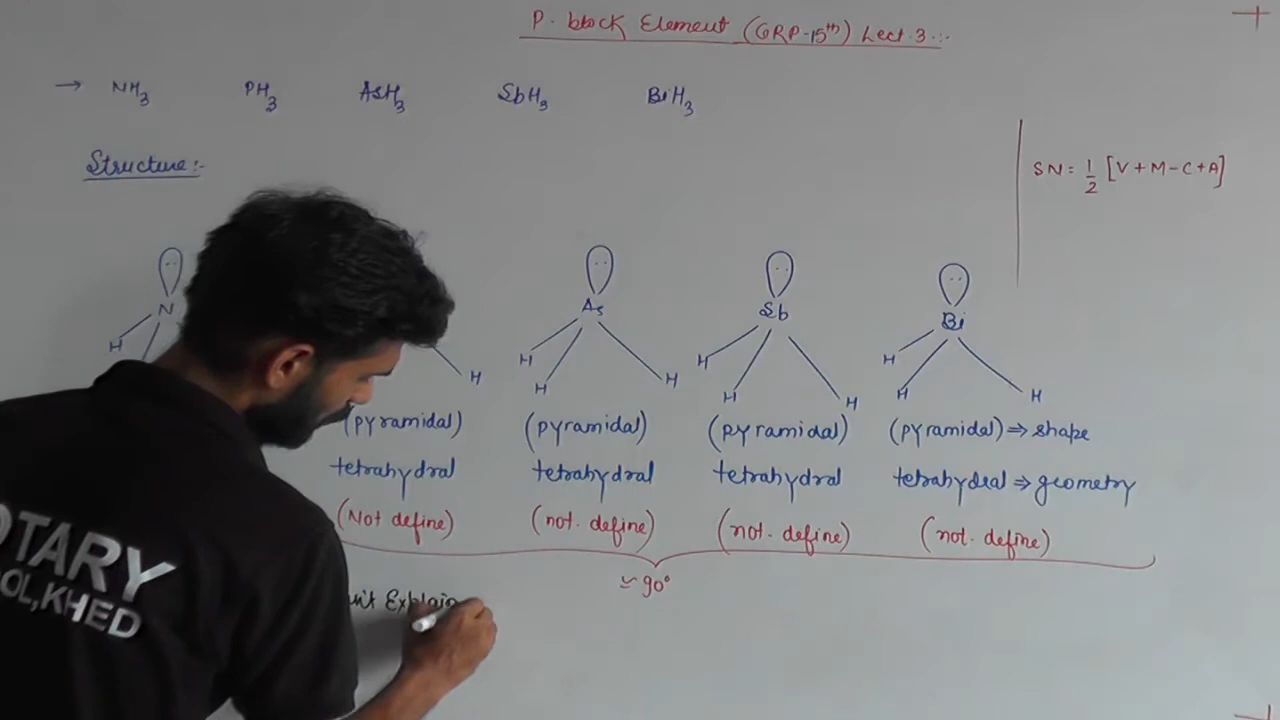 P. block Element (GRP-15th) Lect.3.:-
→ NH3 PH3 AsH3 SbH3 BiH3
Structure:-
SN = 1/2 [V+M-C+A]
N As Sb Bi
H H H H H H H H H H H
(pyramidal) (pyramidal) (pyramidal) (pyramidal) ⇒ shape
tetrahydral tetrahydral tetrahydral tetrahydral ⇒ geometry
(Not define) (not. define) (not. define) (not. define)
≃ 90°
Explain
OTARY
OL,KHED